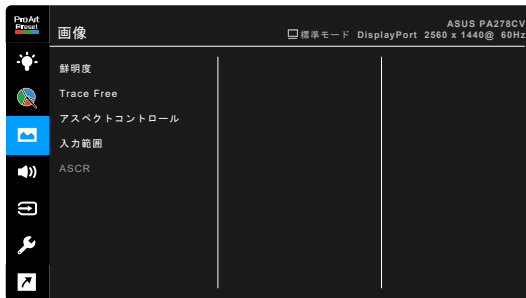 ProArt
Preset
画像
ASUS PA278CV
標準モード DisplayPort 2560 x 1440@ 60Hz
鮮明度
Trace Free
アスペクトコントロール
入力範囲
ASCR